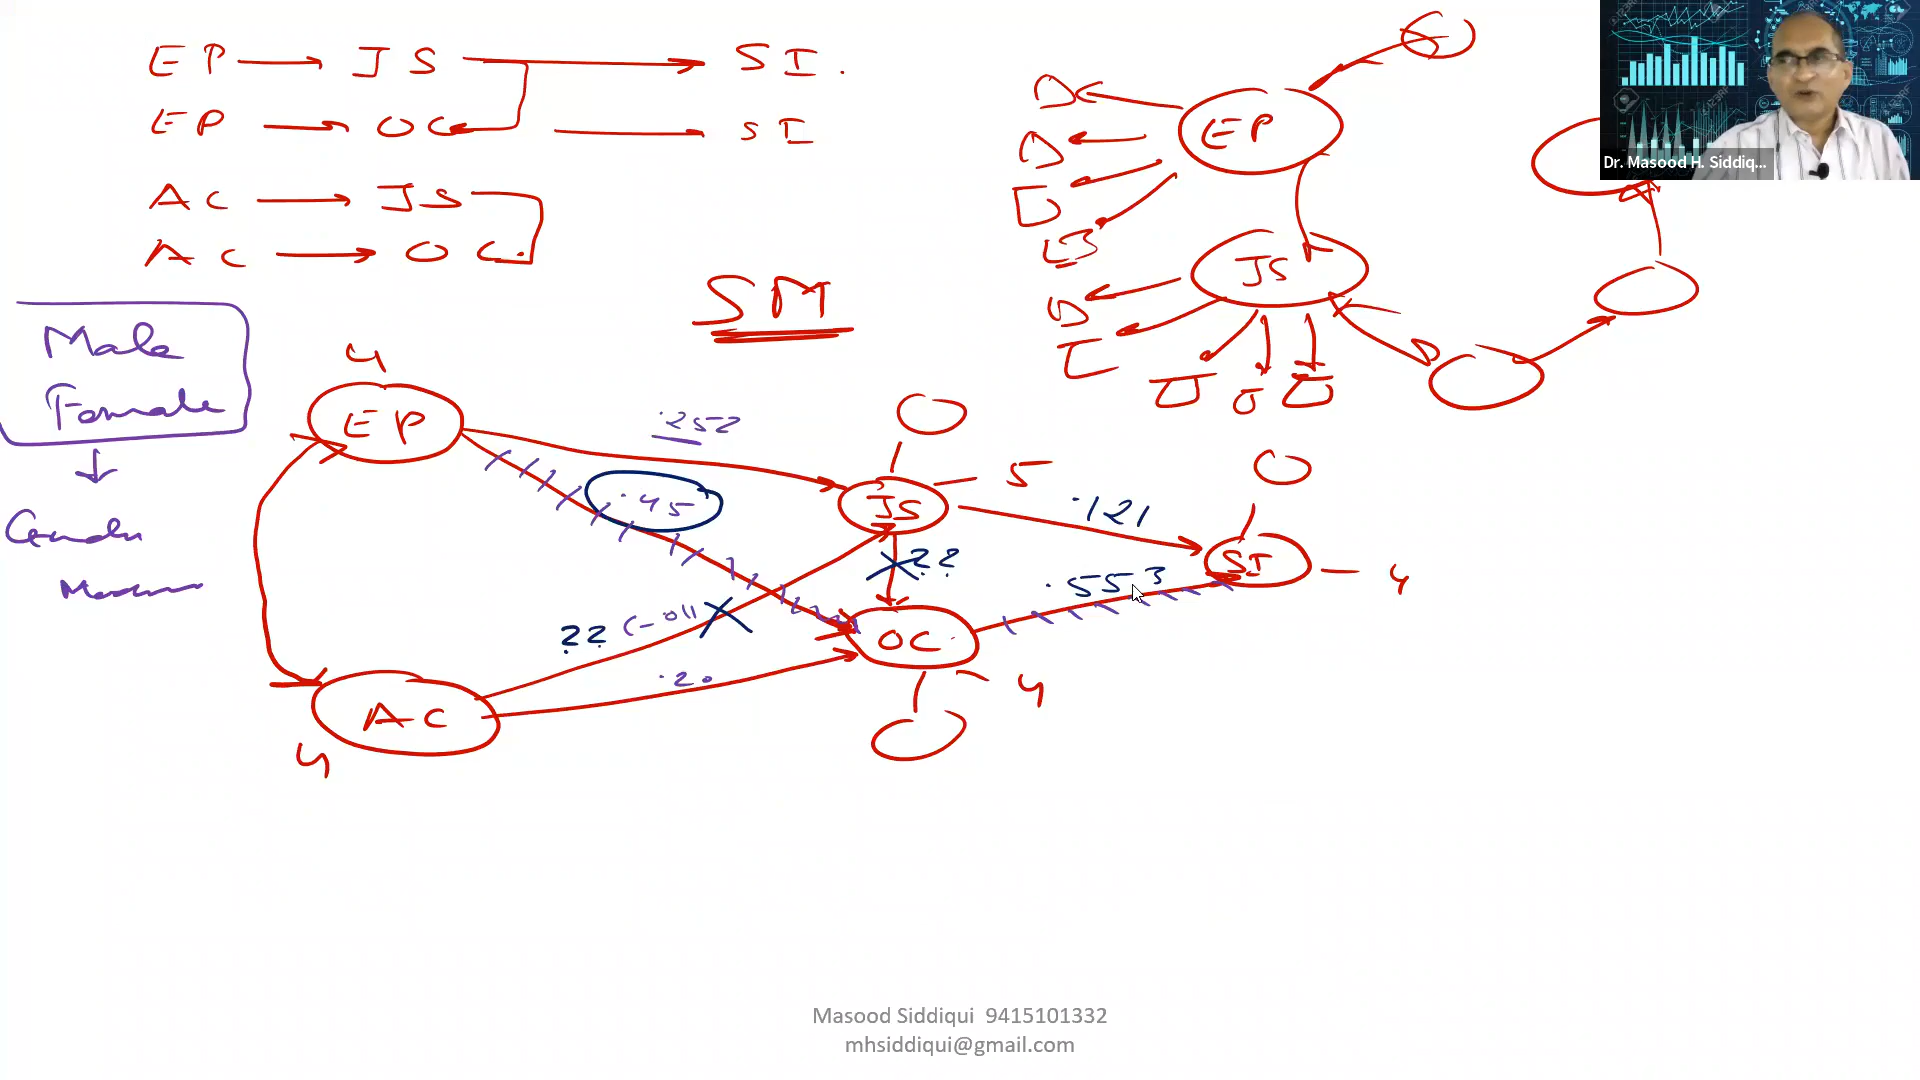 EP → JS → SI.
EP → OC → SI
AC → JS
AC → OC.
SM
Male
Female
Gender
4
EP
.252
.45
JS
5
.121
SI
4
??
.553
?? (-.011
OC
4
.20
AC
4
EP
JS
Dr. Masood H. Siddiq...
Masood Siddiqui 9415101332
mhsiddiqui@gmail.com